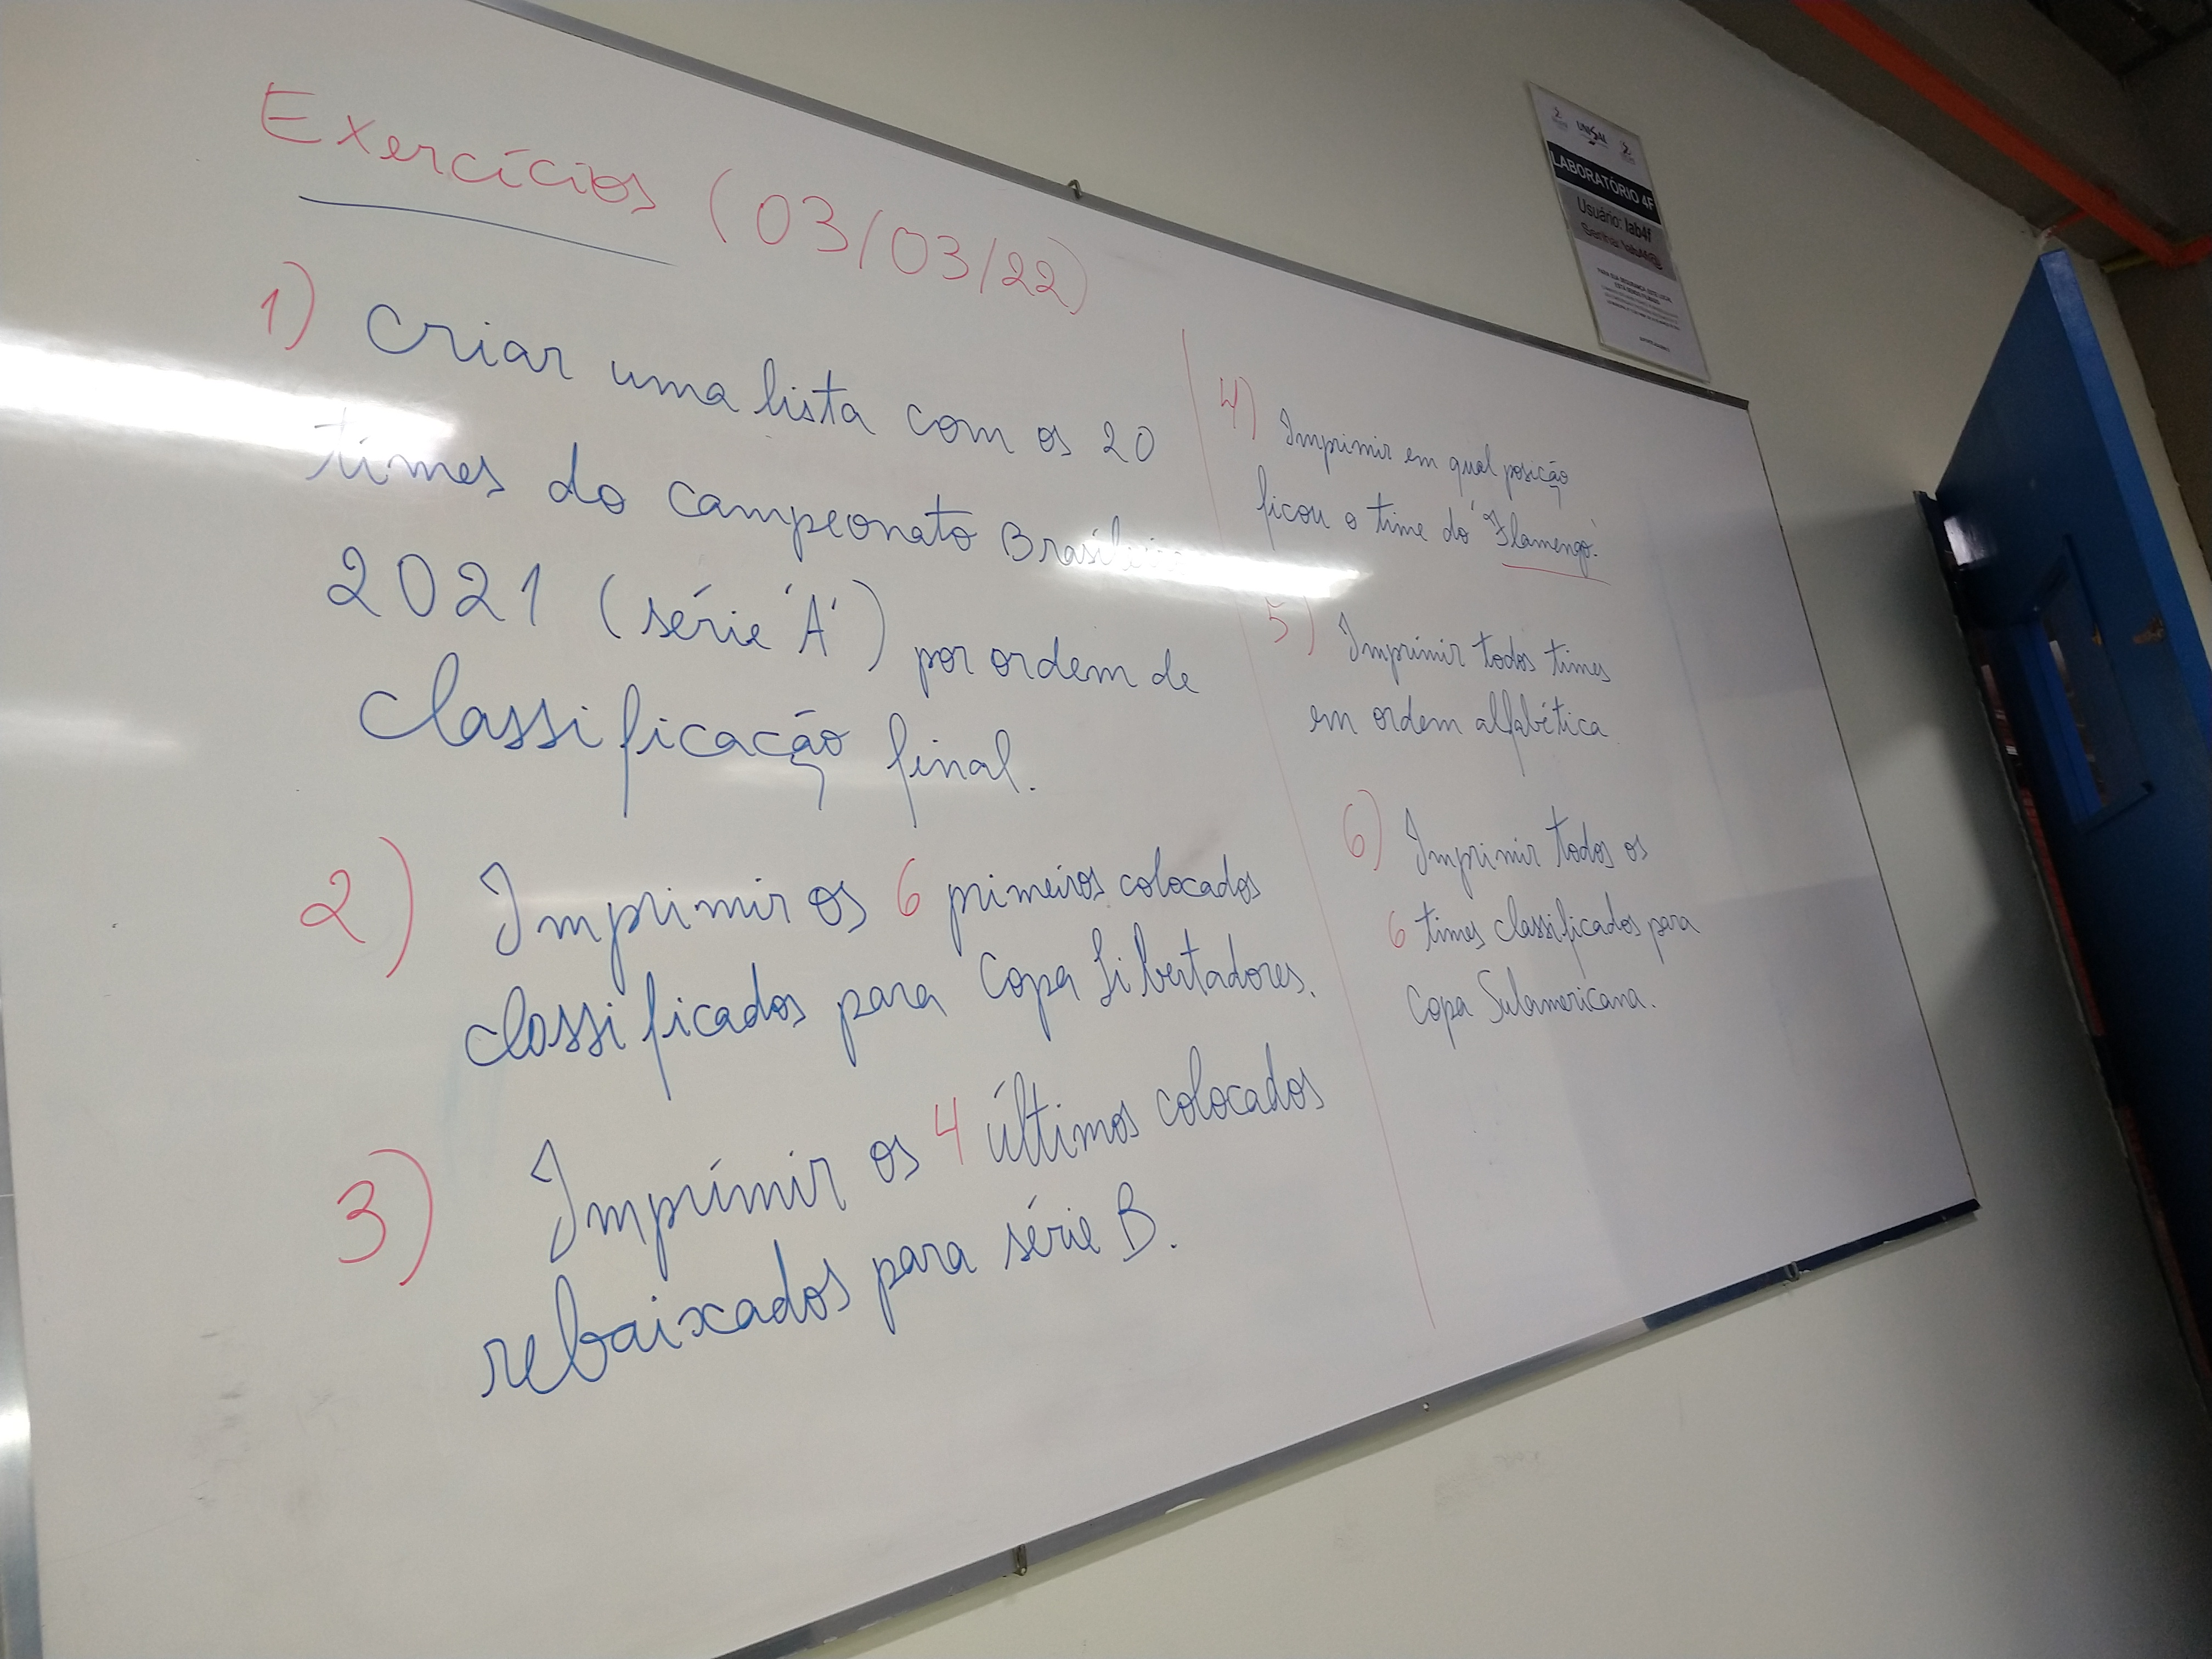 Exercícios (03/03/22)
1) Criar uma lista com os 20
times do campeonato Brasileiro
2021 (série 'A') por ordem de
classificação final.
2) Imprimir os 6 primeiros colocados
classificados para Copa Libertadores.
3) Imprimir os 4 últimos colocados
rebaixados para série B.
4) Imprimir em qual posição
ficou o time do "Flamengo".
5) Imprimir todos times
em ordem alfabética
6) Imprimir todos os
6 times classificados para
Copa Sulamericana.
UNISAL
LABORATÓRIO 4F
Usuário: lab4f
Senha: